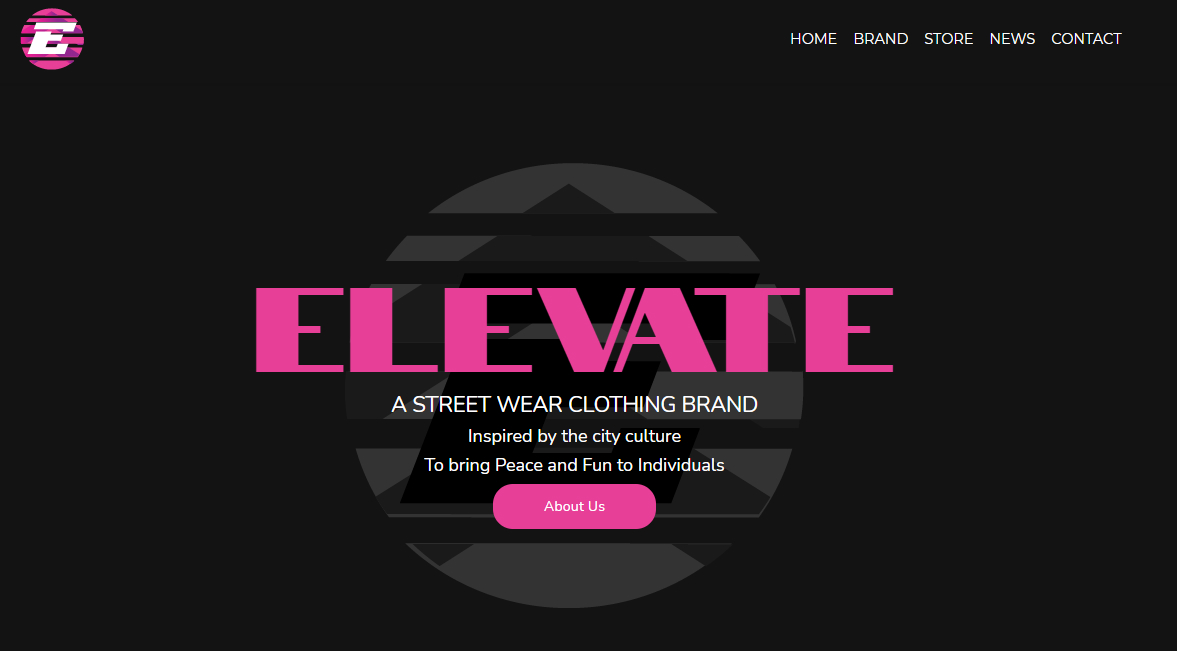 E
HOME BRAND STORE NEWS CONTACT
ELEVATE
A STREET WEAR CLOTHING BRAND
Inspired by the city culture
To bring Peace and Fun to Individuals
About Us